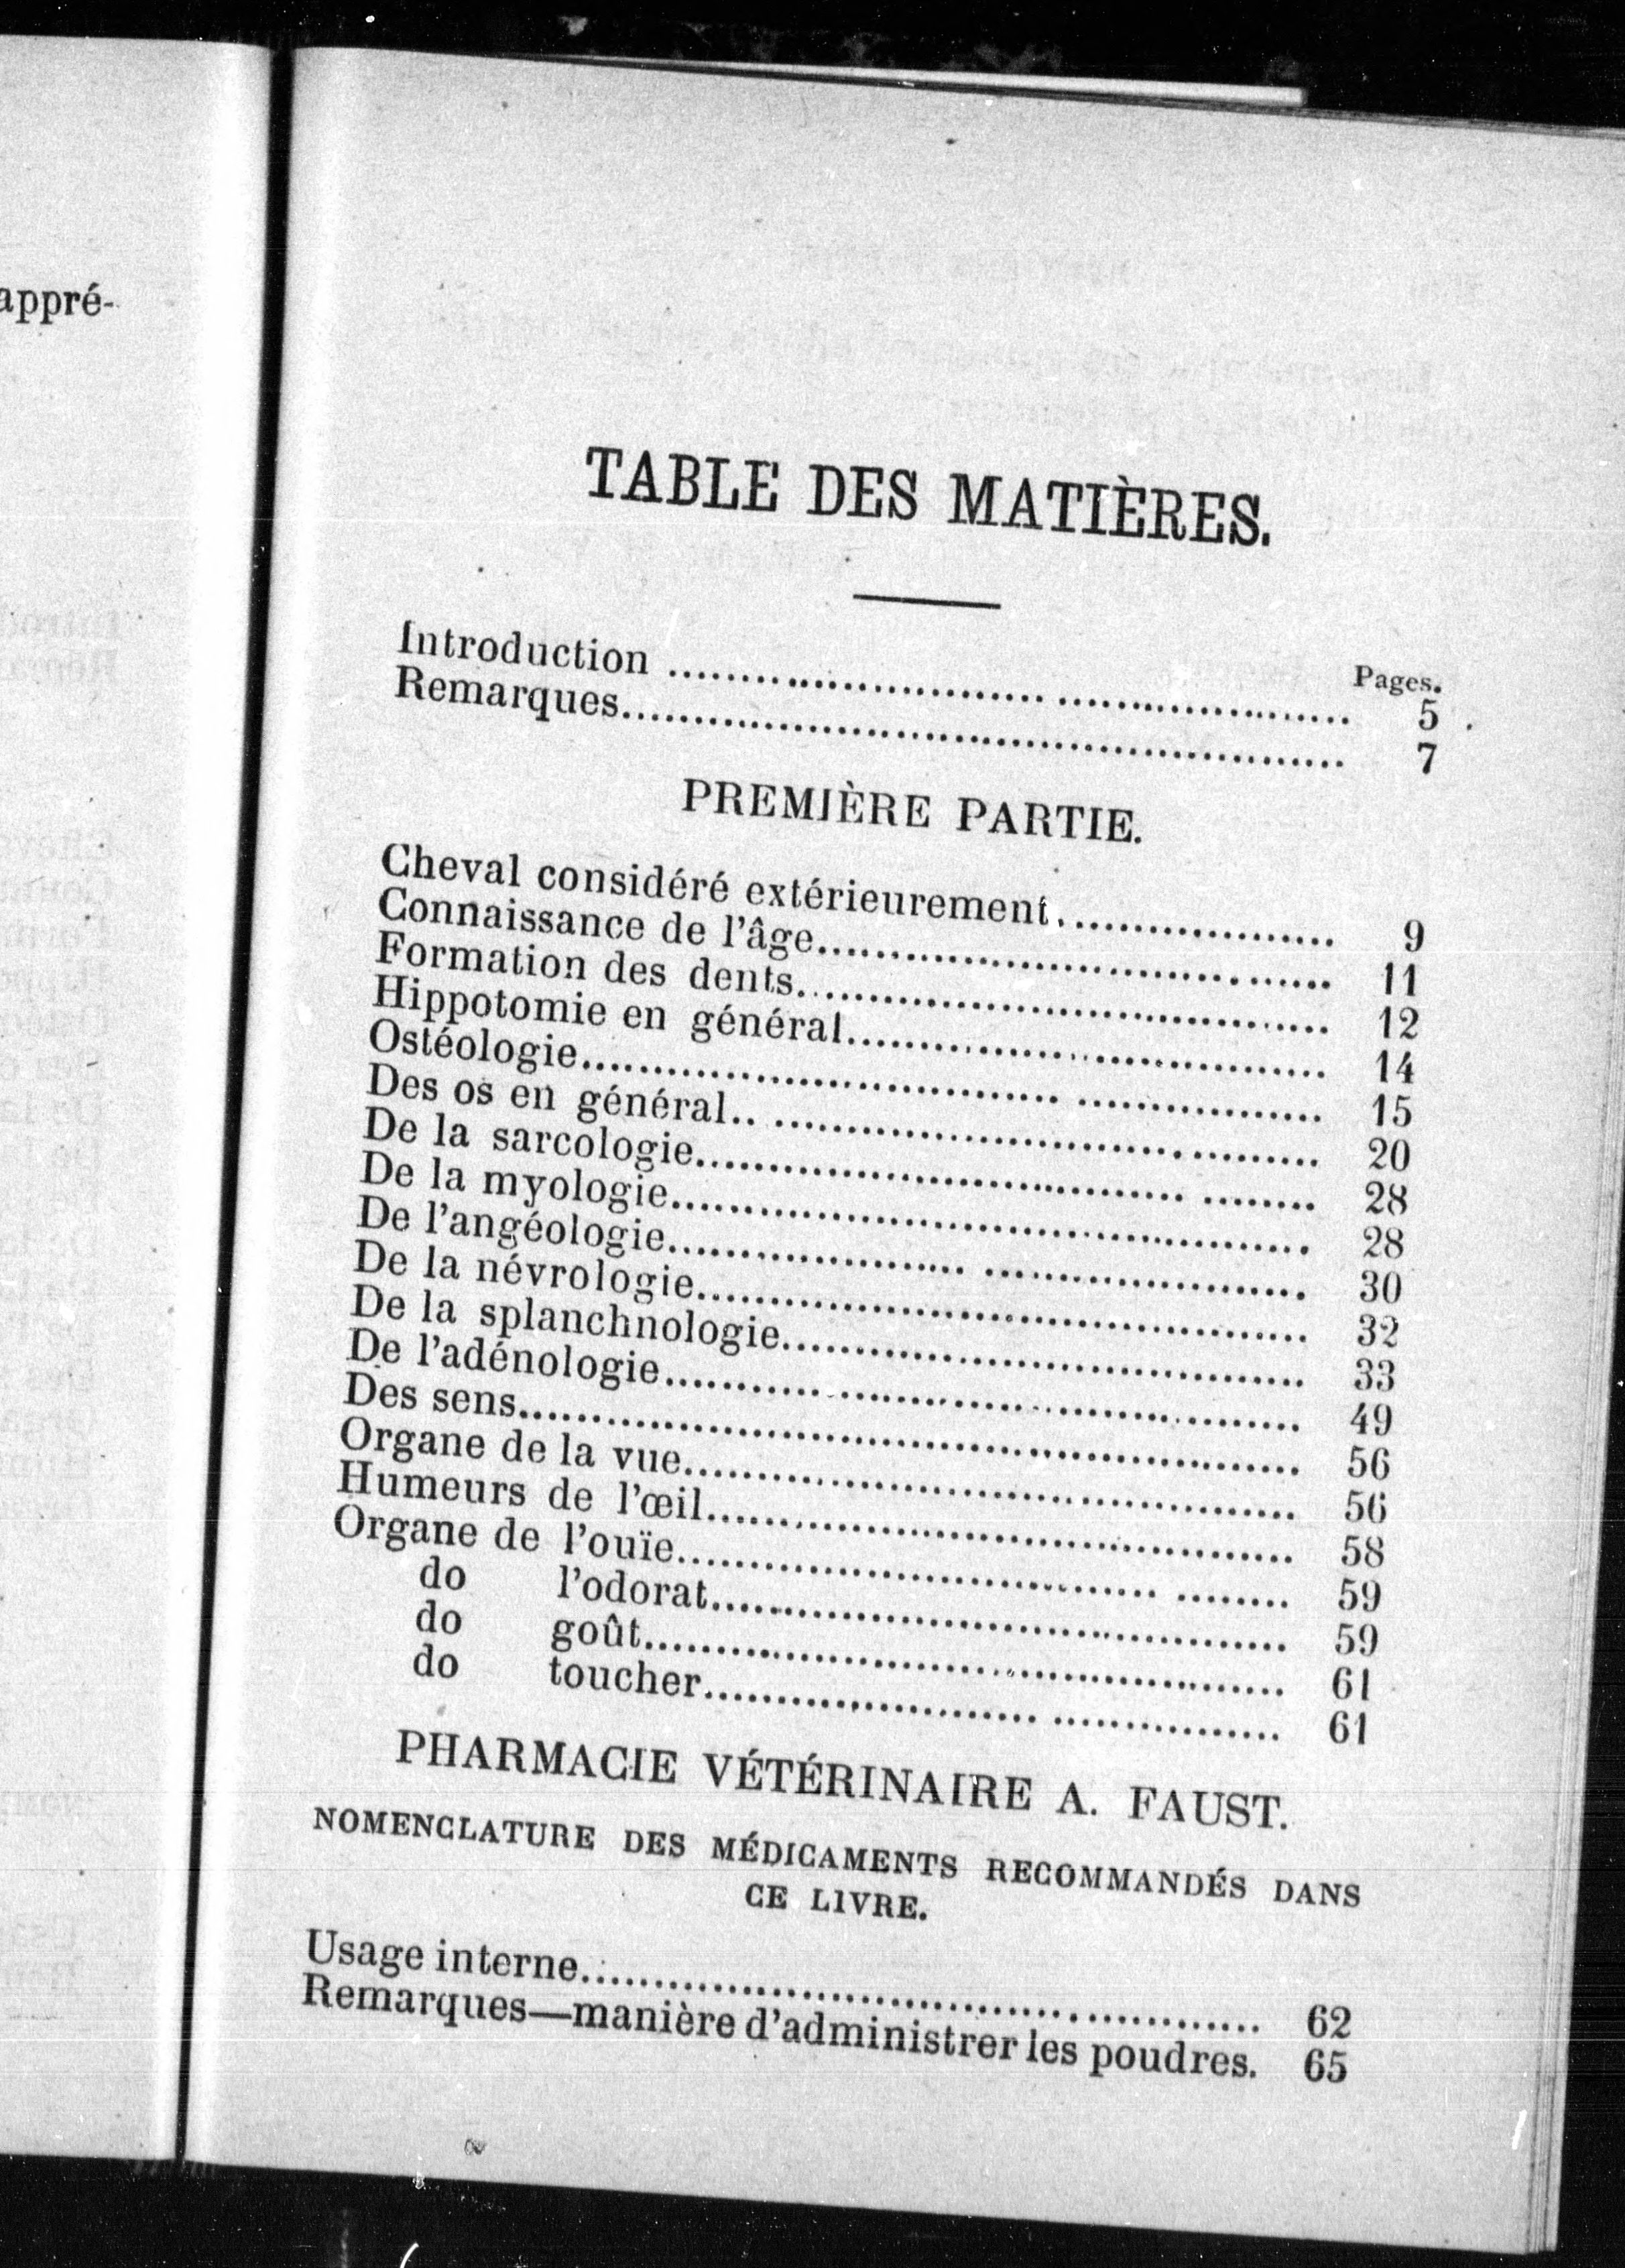 appré-
TABLE DES MATIÈRES.
Pages.
Introduction .................................................. 5
Remarques.................................................. 7
PREMIÈRE PARTIE.
Cheval considéré extérieurement.................... 9
Connaissance de l'âge.................................... 11
Formation des dents..................................... 12
Hippotomie en général.................................. 14
Ostéologie.................................................. 15
Des os en général.. ...................................... 20
De la sarcologie........................................... 28
De la myologie............................................ 28
De l'angéologie............................................ 30
De la névrologie........................................... 32
De la splanchnologie..................................... 33
De l'adénologie............................................ 49
Des sens...................................................... 56
Organe de la vue.......................................... 56
Humeurs de l'œil......................................... 58
Organe de l'ouïe.......................................... 59
do l'odorat........................................ 59
do goût............................................. 61
do toucher........................................ 61
PHARMACIE VÉTÉRINAIRE A. FAUST.
NOMENCLATURE DES MÉDICAMENTS RECOMMANDÉS DANS
CE LIVRE.
Usage interne............................................... 62
Remarques—manière d'administrer les poudres. 65